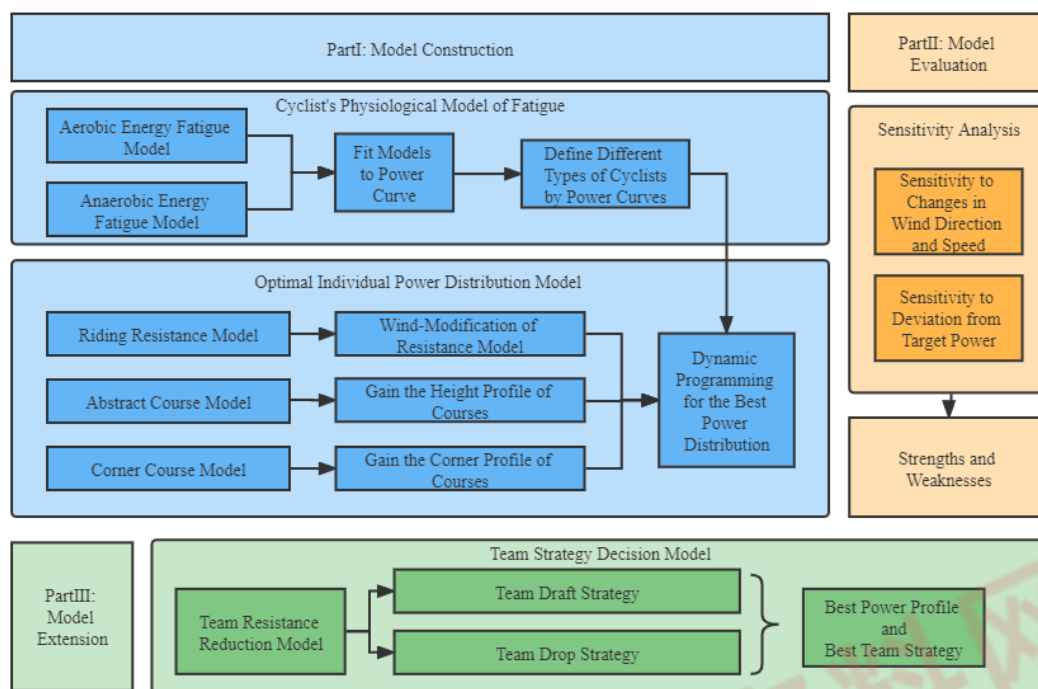 PartI: Model Construction
PartII: Model
Evaluation
Cyclist's Physiological Model of Fatigue
Aerobic Energy Fatigue
Model
Anaerobic Energy
Fatigue Model
Fit Models
to Power
Curve
Define Different
Types of Cyclists
by Power Curves
Sensitivity Analysis
Sensitivity to
Changes in
Wind Direction
and Speed
Sensitivity to
Deviation from
Target Power
Strengths and
Weaknesses
Optimal Individual Power Distribution Model
Riding Resistance Model
Wind-Modification of
Resistance Model
Abstract Course Model
Gain the Height Profile of
Courses
Corner Course Model
Gain the Corner Profile of
Courses
Dynamic
Programming
for the Best
Power
Distribution
PartIII:
Model
Extension
Team Strategy Decision Model
Team Resistance
Reduction Model
Team Draft Strategy
Team Drop Strategy
Best Power Profile
and
Best Team Strategy